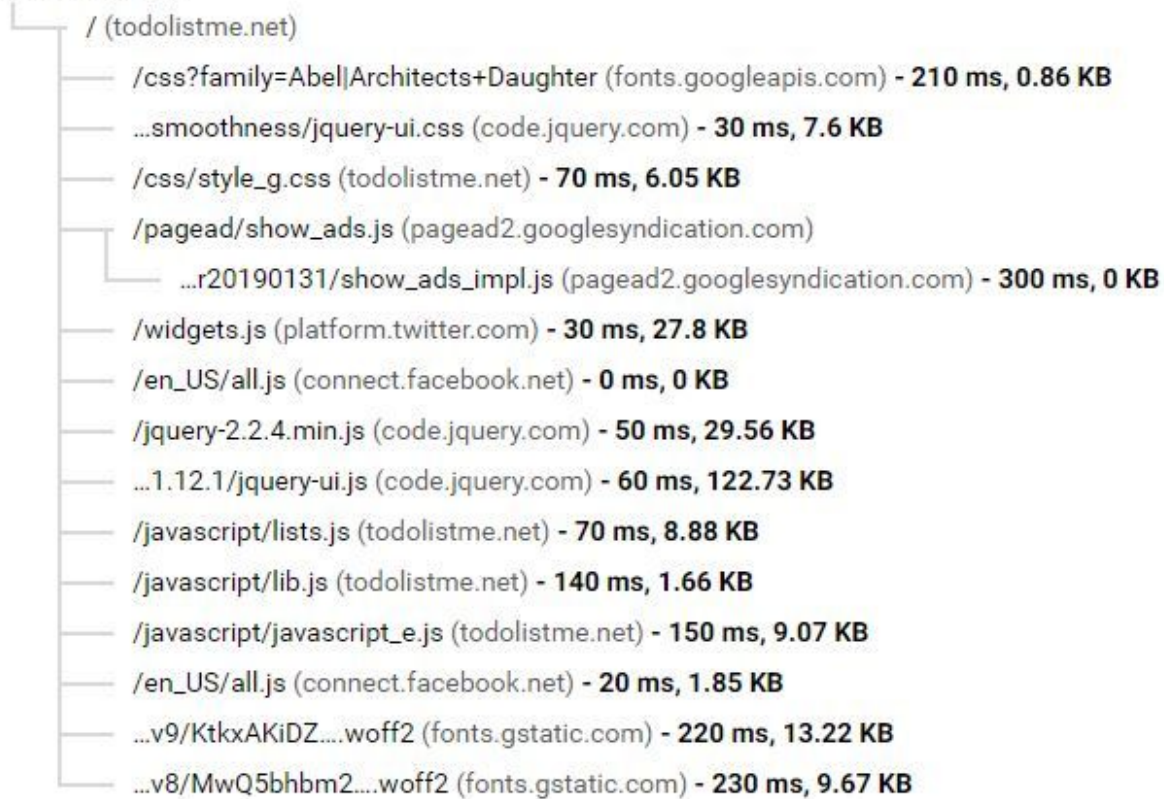 / (todolistme.net)
/css?family=Abel|Architects+Daughter (fonts.googleapis.com) - 210 ms, 0.86 KB
...smoothness/jquery-ui.css (code.jquery.com) - 30 ms, 7.6 KB
/css/style_g.css (todolistme.net) - 70 ms, 6.05 KB
/pagead/show_ads.js (pagead2.googlesyndication.com)
...r20190131/show_ads_impl.js (pagead2.googlesyndication.com) - 300 ms, 0 KB
/widgets.js (platform.twitter.com) - 30 ms, 27.8 KB
/en_US/all.js (connect.facebook.net) - 0 ms, 0 KB
/jquery-2.2.4.min.js (code.jquery.com) - 50 ms, 29.56 KB
...1.12.1/jquery-ui.js (code.jquery.com) - 60 ms, 122.73 KB
/javascript/lists.js (todolistme.net) - 70 ms, 8.88 KB
/javascript/lib.js (todolistme.net) - 140 ms, 1.66 KB
/javascript/javascript_e.js (todolistme.net) - 150 ms, 9.07 KB
/en_US/all.js (connect.facebook.net) - 20 ms, 1.85 KB
...v9/KtkxAKiDZ....woff2 (fonts.gstatic.com) - 220 ms, 13.22 KB
...v8/MwQ5bhbm2....woff2 (fonts.gstatic.com) - 230 ms, 9.67 KB